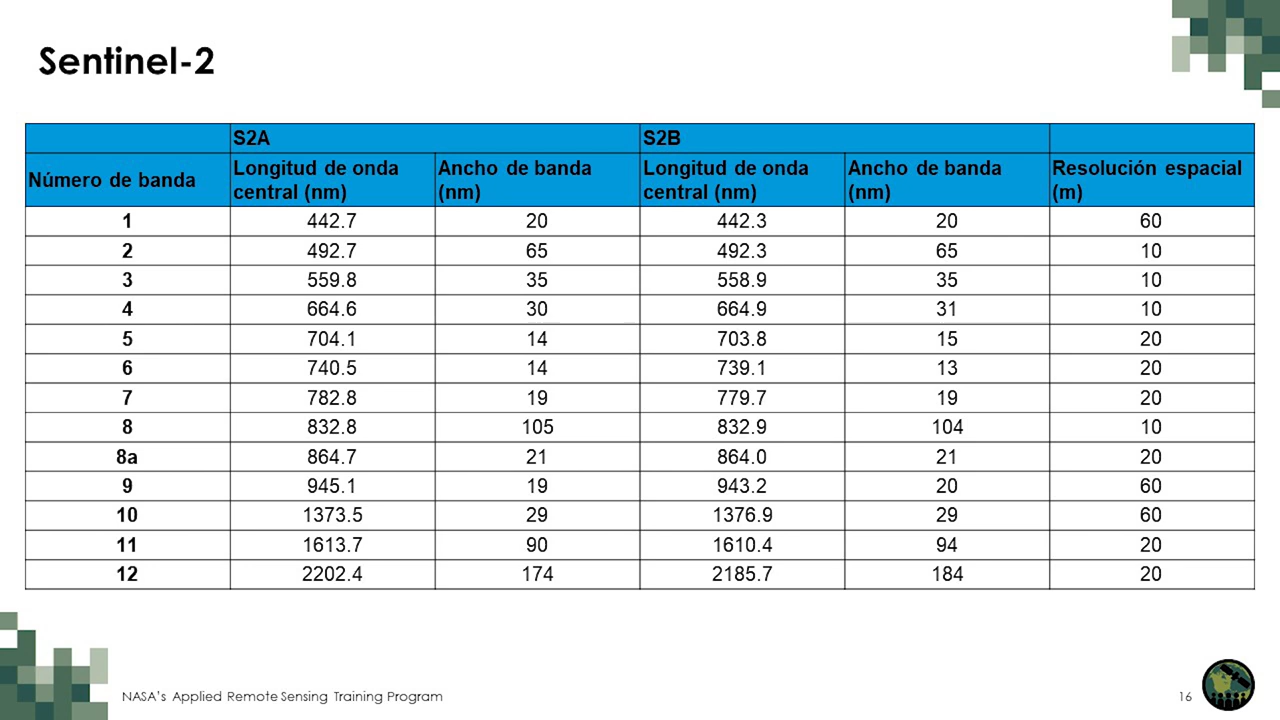 Sentinel-2
S2A S2B
Número de banda Longitud de onda central (nm) Ancho de banda (nm) Longitud de onda central (nm) Ancho de banda (nm) Resolución espacial (m)
1 442.7 20 442.3 20 60
2 492.7 65 492.3 65 10
3 559.8 35 558.9 35 10
4 664.6 30 664.9 31 10
5 704.1 14 703.8 15 20
6 740.5 14 739.1 13 20
7 782.8 19 779.7 19 20
8 832.8 105 832.9 104 10
8a 864.7 21 864.0 21 20
9 945.1 19 943.2 20 60
10 1373.5 29 1376.9 29 60
11 1613.7 90 1610.4 94 20
12 2202.4 174 2185.7 184 20
NASA's Applied Remote Sensing Training Program 16